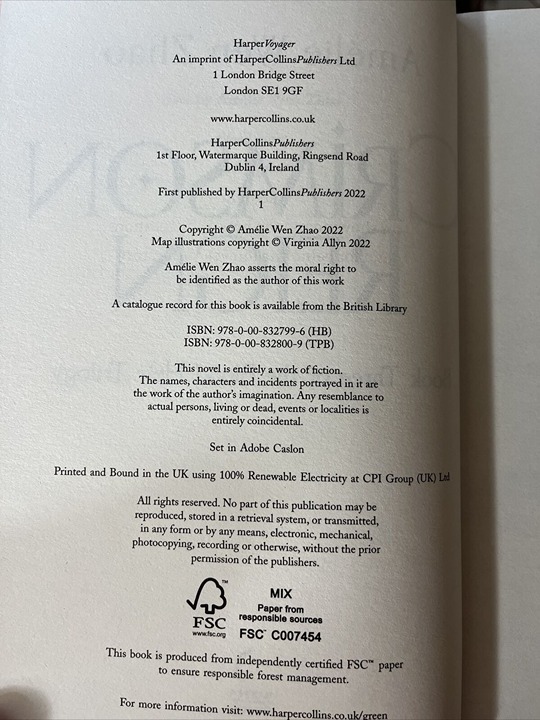 HarperVoyager
An imprint of HarperCollinsPublishers Ltd
1 London Bridge Street
London SE1 9GF
www.harpercollins.co.uk
HarperCollinsPublishers
1st Floor, Watermarque Building, Ringsend Road
Dublin 4, Ireland
First published by HarperCollinsPublishers 2022
1
Copyright © Amélie Wen Zhao 2022
Map illustrations copyright © Virginia Allyn 2022
Amélie Wen Zhao asserts the moral right to
be identified as the author of this work
A catalogue record for this book is available from the British Library
ISBN: 978-0-00-832799-6 (HB)
ISBN: 978-0-00-832800-9 (TPB)
This novel is entirely a work of fiction.
The names, characters and incidents portrayed in it are
the work of the author's imagination. Any resemblance to
actual persons, living or dead, events or localities is
entirely coincidental.
Set in Adobe Caslon
Printed and Bound in the UK using 100% Renewable Electricity at CPI Group (UK) Ltd
All rights reserved. No part of this publication may be
reproduced, stored in a retrieval system, or transmitted,
in any form or by any means, electronic, mechanical,
photocopying, recording or otherwise, without the prior
permission of the publishers.
FSC
www.fsc.org
MIX
Paper from
responsible sources
FSC™ C007454
This book is produced from independently certified FSC™ paper
to ensure responsible forest management.
For more information visit: www.harpercollins.co.uk/green